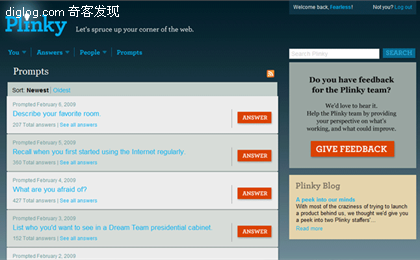 diglog.com 奇客发现
Welcome back, Fearless!! Not you? Log out
Plinky
Let's spruce up your corner of the web.
You Answers People Prompts
Search Plinky SEARCH
Prompts
Sort: Newest | Oldest
Prompted February 6, 2009
Describe your favorite room.
207 Total answers | See all answers
ANSWER
Prompted February 5, 2009
Recall when you first started using the Internet regularly.
350 Total answers | See all answers
ANSWER
Prompted February 4, 2009
What are you afraid of?
427 Total answers | See all answers
ANSWER
Prompted February 3, 2009
List who you'd want to see in a Dream Team presidential cabinet.
152 Total answers | See all answers
ANSWER
Prompted February 2, 2009
Do you have feedback
for the Plinky team?
We'd love to hear it.
Help the Plinky team by providing
your perspective on what's
working, and what could improve.
GIVE FEEDBACK
Plinky Blog
A peek into our minds
With most of the craziness of trying to
launch a product behind us, we thought we'd give you
a peek into two Plinky staffers'...
Read more